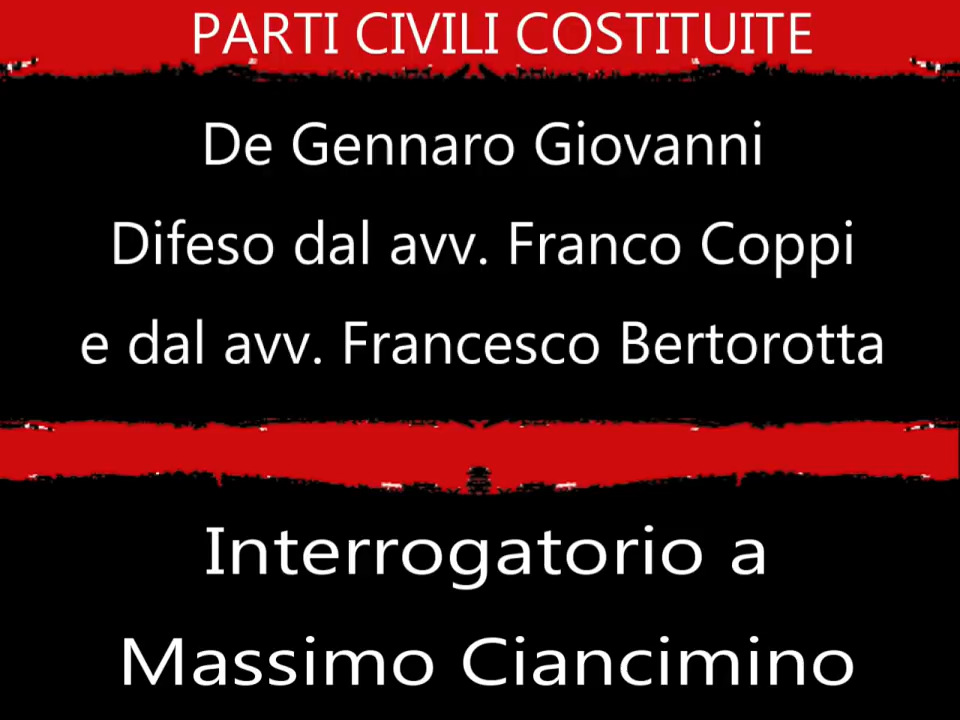 PARTI CIVILI COSTITUITE
De Gennaro Giovanni
Difeso dal avv. Franco Coppi
e dal avv. Francesco Bertorotta
Interrogatorio a
Massimo Ciancimino